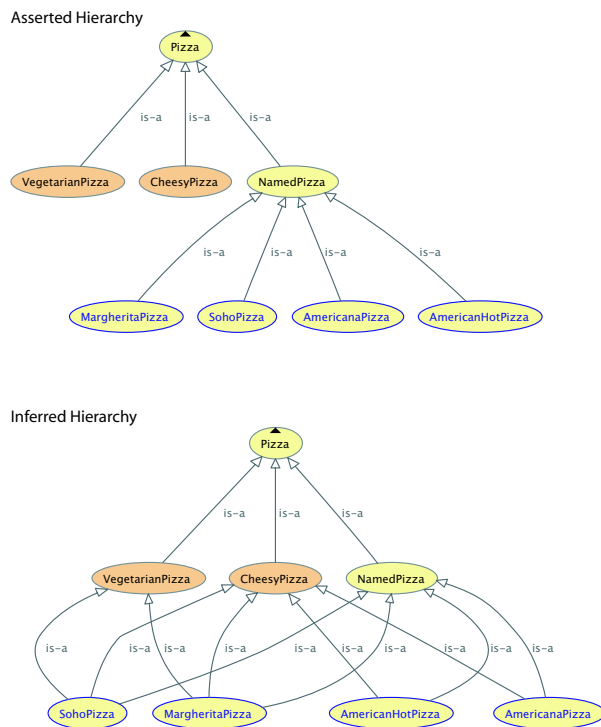 Asserted Hierarchy
Pizza
is-a is-a is-a
VegetarianPizza CheesyPizza NamedPizza
is-a is-a is-a is-a
MargheritaPizza SohoPizza AmericanaPizza AmericanHotPizza
Inferred Hierarchy
Pizza
is-a is-a is-a
VegetarianPizza CheesyPizza NamedPizza
is-a is-a is-a is-a is-a is-a is-a is-a
SohoPizza MargheritaPizza AmericanHotPizza AmericanaPizza